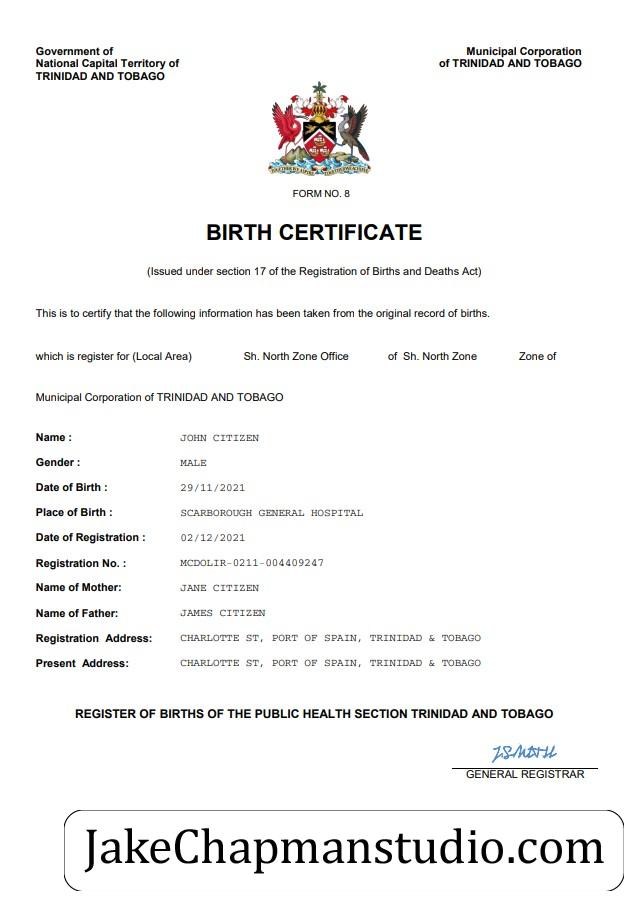 Government of
National Capital Territory of
TRINIDAD AND TOBAGO
Municipal Corporation
of TRINIDAD AND TOBAGO
FORM NO. 8
BIRTH CERTIFICATE
(Issued under section 17 of the Registration of Births and Deaths Act)
This is to certify that the following information has been taken from the original record of births.
which is register for (Local Area) Sh. North Zone Office of Sh. North Zone Zone of
Municipal Corporation of TRINIDAD AND TOBAGO
Name : JOHN CITIZEN
Gender : MALE
Date of Birth : 29/11/2021
Place of Birth : SCARBOROUGH GENERAL HOSPITAL
Date of Registration : 02/12/2021
Registration No. : MCDOLIR-0211-004409247
Name of Mother: JANE CITIZEN
Name of Father: JAMES CITIZEN
Registration Address: CHARLOTTE ST, PORT OF SPAIN, TRINIDAD & TOBAGO
Present Address: CHARLOTTE ST, PORT OF SPAIN, TRINIDAD & TOBAGO
REGISTER OF BIRTHS OF THE PUBLIC HEALTH SECTION TRINIDAD AND TOBAGO
GENERAL REGISTRAR
JakeChapmanstudio.com